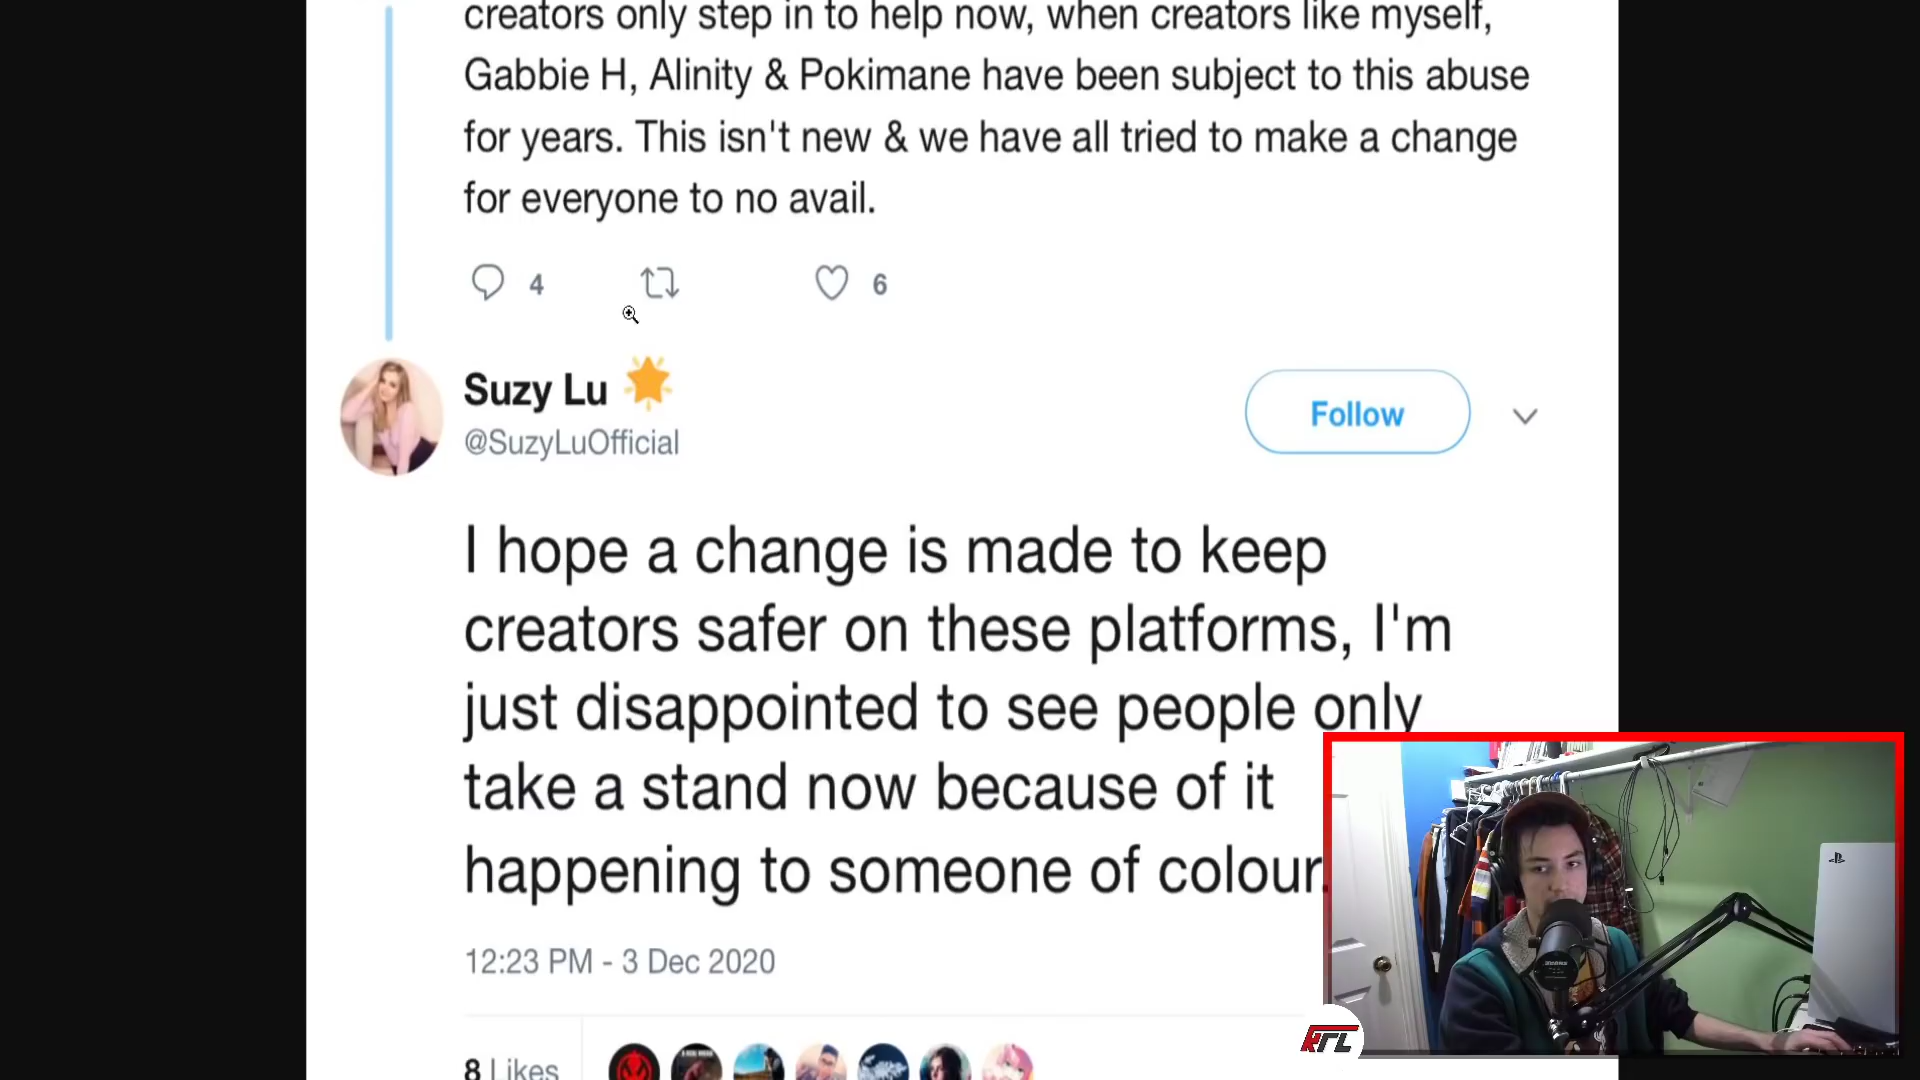 creators only step in to help now, when creators like myself,
Gabbie H, Alinity & Pokimane have been subject to this abuse
for years. This isn't new & we have all tried to make a change
for everyone to no avail.
4
6
Suzy Lu
@SuzyLuOfficial
Follow
I hope a change is made to keep
creators safer on these platforms, I'm
just disappointed to see people only
take a stand now because of it
happening to someone of colour.
12:23 PM - 3 Dec 2020
8 Likes
RTL